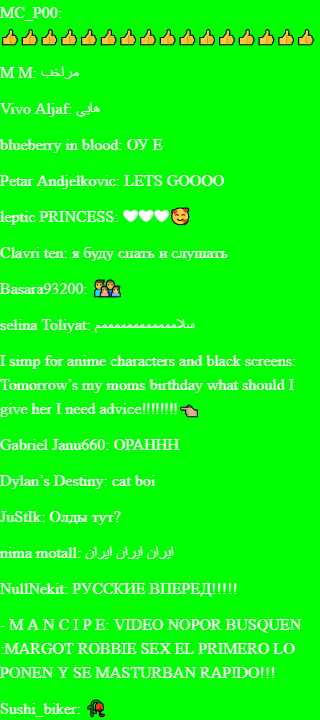 MC_P00:
👍👍👍👍👍👍👍👍👍👍👍👍👍👍👍👍
M M: مراحب
Vivo Aljaf: هايي
blueberry in blood: ОУ Е
Petar Andjelkovic: LETS GOOOO
leptic PRINCESS: 🤍🤍🤍🥰
Clavri ten: я буду спать и слушать
Basara93200: 👨‍👩‍👧‍👦
selina Toliyat: سلاممممممممممممم
I simp for anime characters and black screens:
Tomorrow's my moms birthday what should I
give her I need advice!!!!!!!!👈🏼
Gabriel Janu660: OPAHHH
Dylan's Destiny: cat boi
JuStIk: Олды тут?
nima motall: ایران ایران ایران
NullNekit: РУССКИЕ ВПЕРЕД!!!!!
- M A N C I P E: VIDEO NOPOR BUSQUEN
:MARGOT ROBBIE SEX EL PRIMERO LO
PONEN Y SE MASTURBAN RAPIDO!!!
Sushi_biker: 🥀